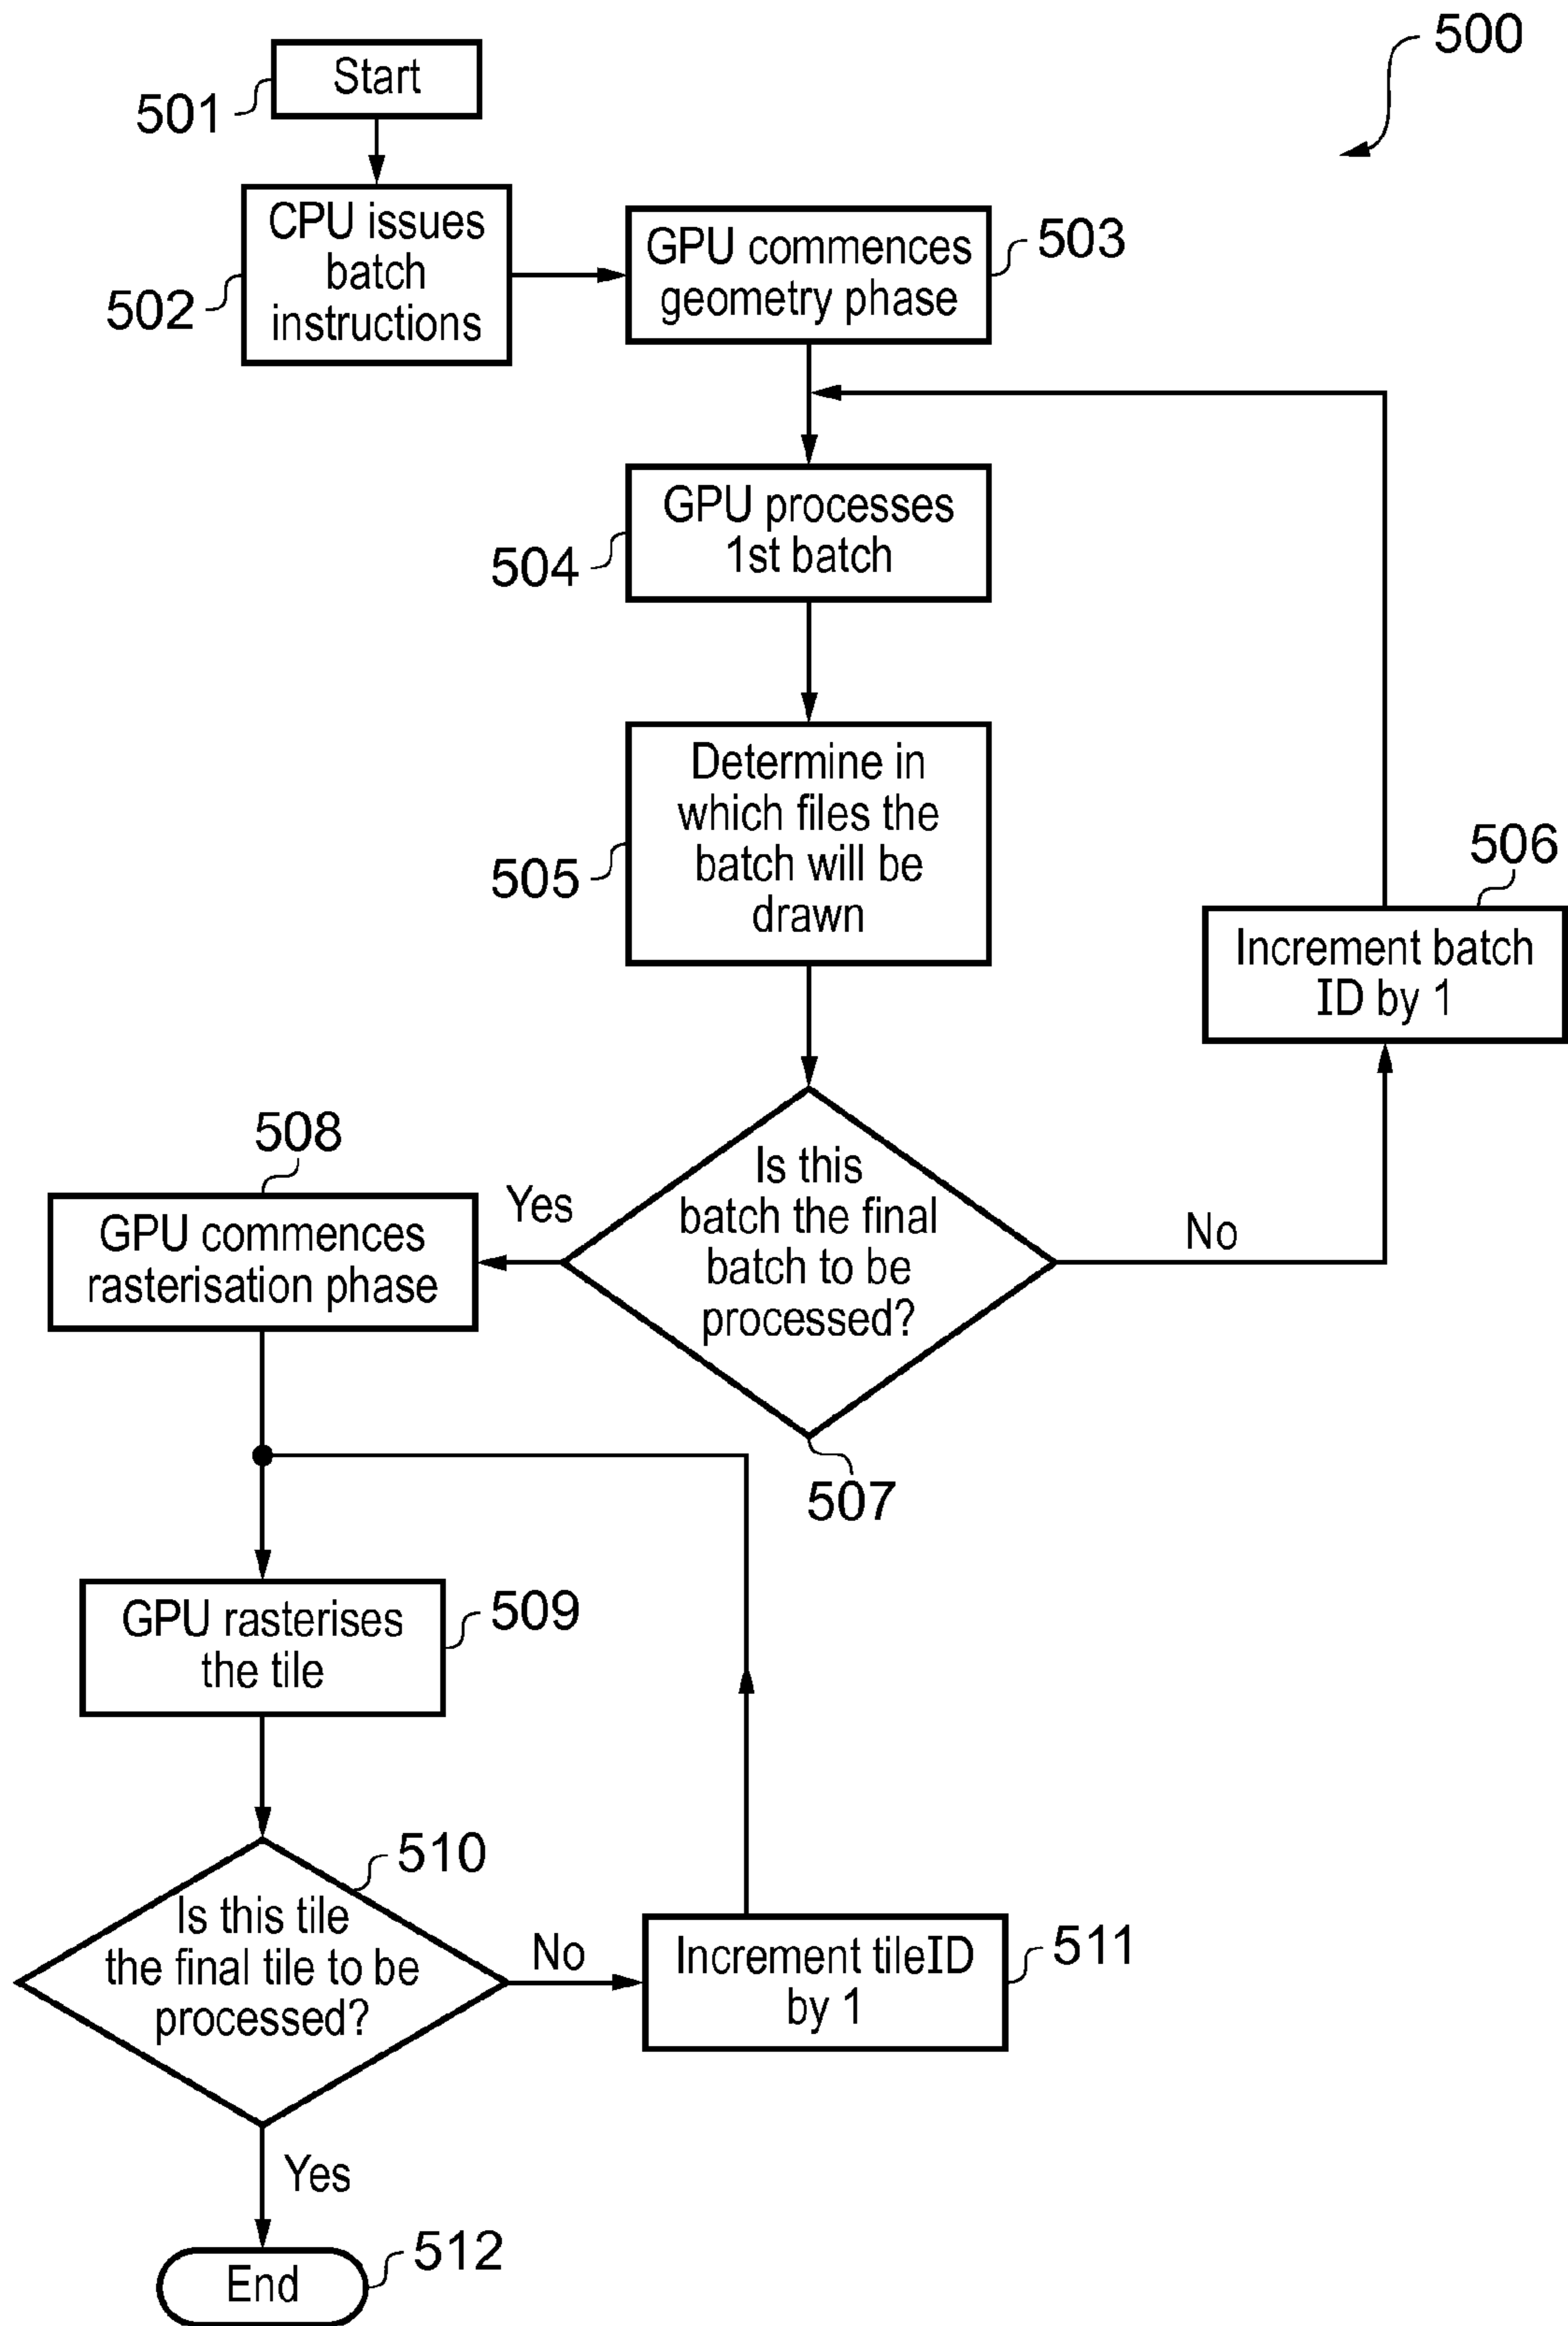 500
Start
501
CPU issues
batch
instructions
502
GPU commences
geometry phase
503
GPU processes
1st batch
504
Determine in
which files the
batch will be
drawn
505
506
Increment batch
ID by 1
Is this
batch the final
batch to be
processed?
Yes
No
507
508
GPU commences
rasterisation phase
GPU rasterises
the tile
509
510
Is this tile
the final tile to be
processed?
No
Increment tileID
by 1
511
Yes
End
512